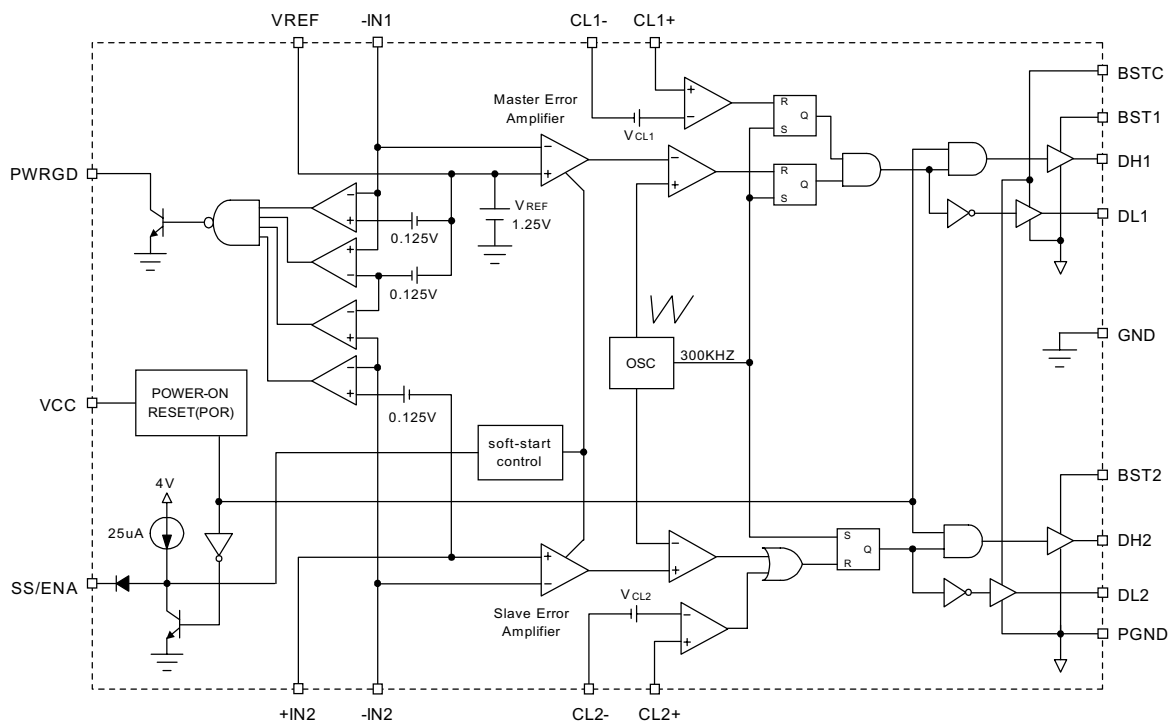 VREF
-IN1
CL1-
CL1+
BSTC
Master Error
Amplifier
+
−
VCL1
R
Q
S
BST1
PWRGD
−
+
−
+
R
Q
S
DH1
−
+
0.125V
VREF
1.25V
DL1
+
−
0.125V
−
+
OSC
300KHZ
GND
−
+
0.125V
VCC
POWER-ON
RESET(POR)
soft-start
control
4V
25uA
BST2
S
Q
R
DH2
+
−
−
+
SS/ENA
Slave Error
Amplifier
VCL2
−
+
DL2
PGND
+IN2
-IN2
CL2-
CL2+